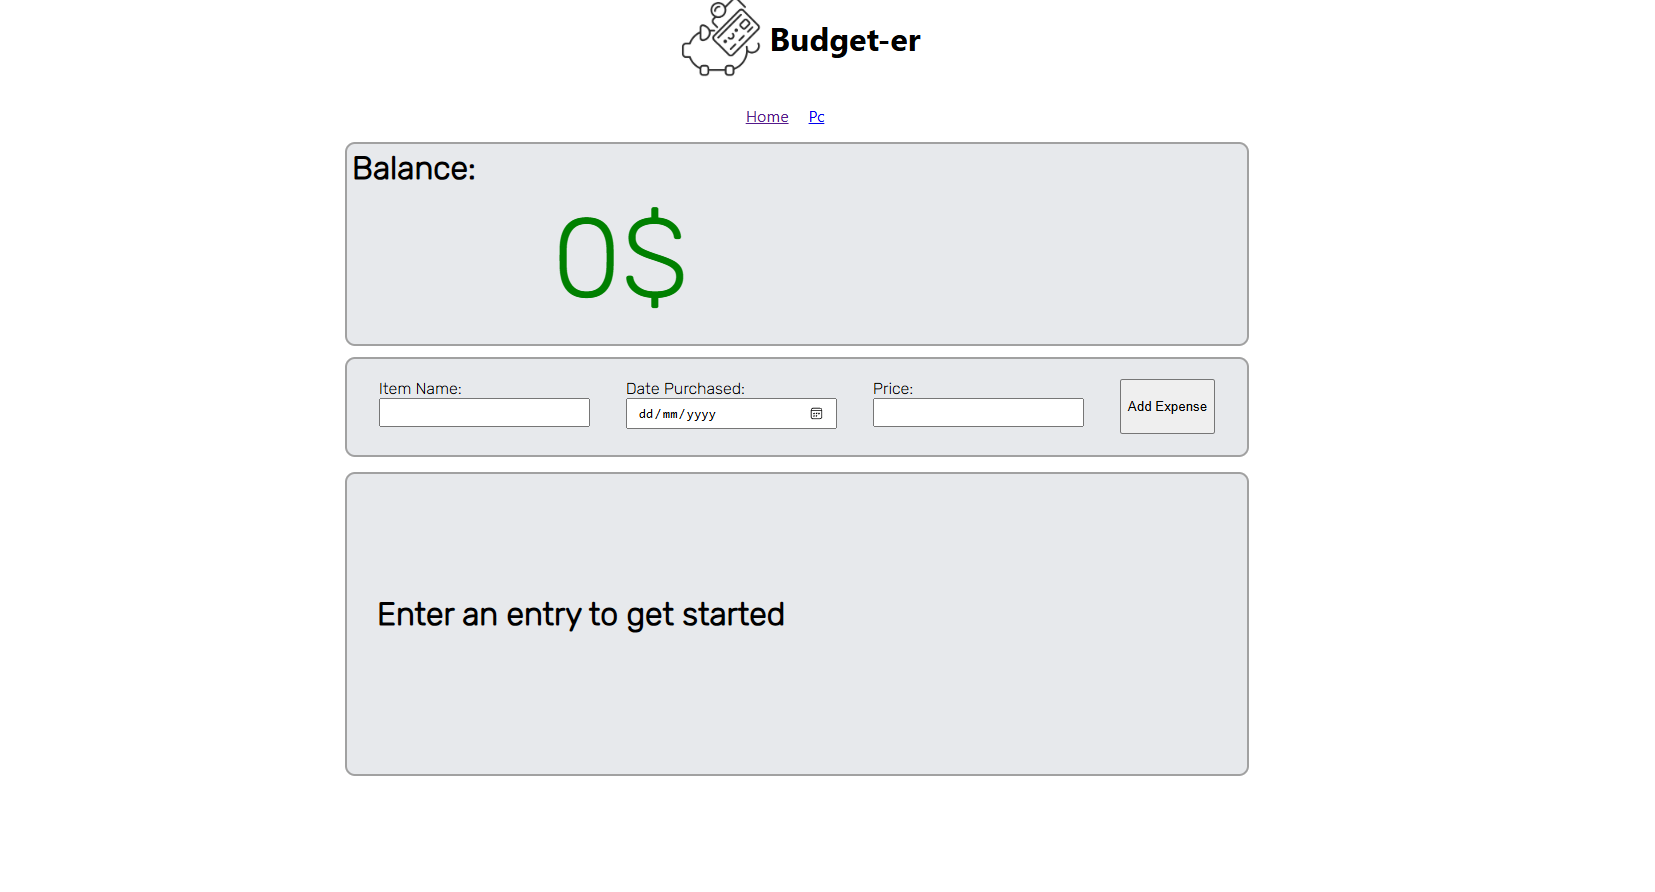 Budget-er
Home Pc
Balance:
0$
Item Name: Date Purchased: Price:
dd/mm/yyyy
Add Expense
Enter an entry to get started